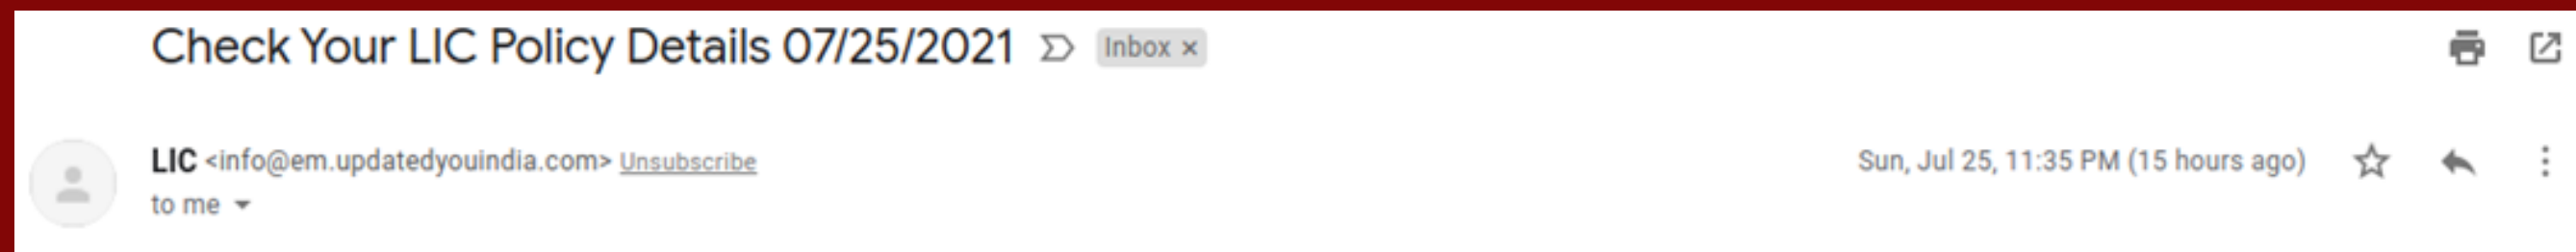 Check Your LIC Policy Details 07/25/2021 Inbox ×
LIC <info@em.updatedyouindia.com> Unsubscribe Sun, Jul 25, 11:35 PM (15 hours ago)
to me